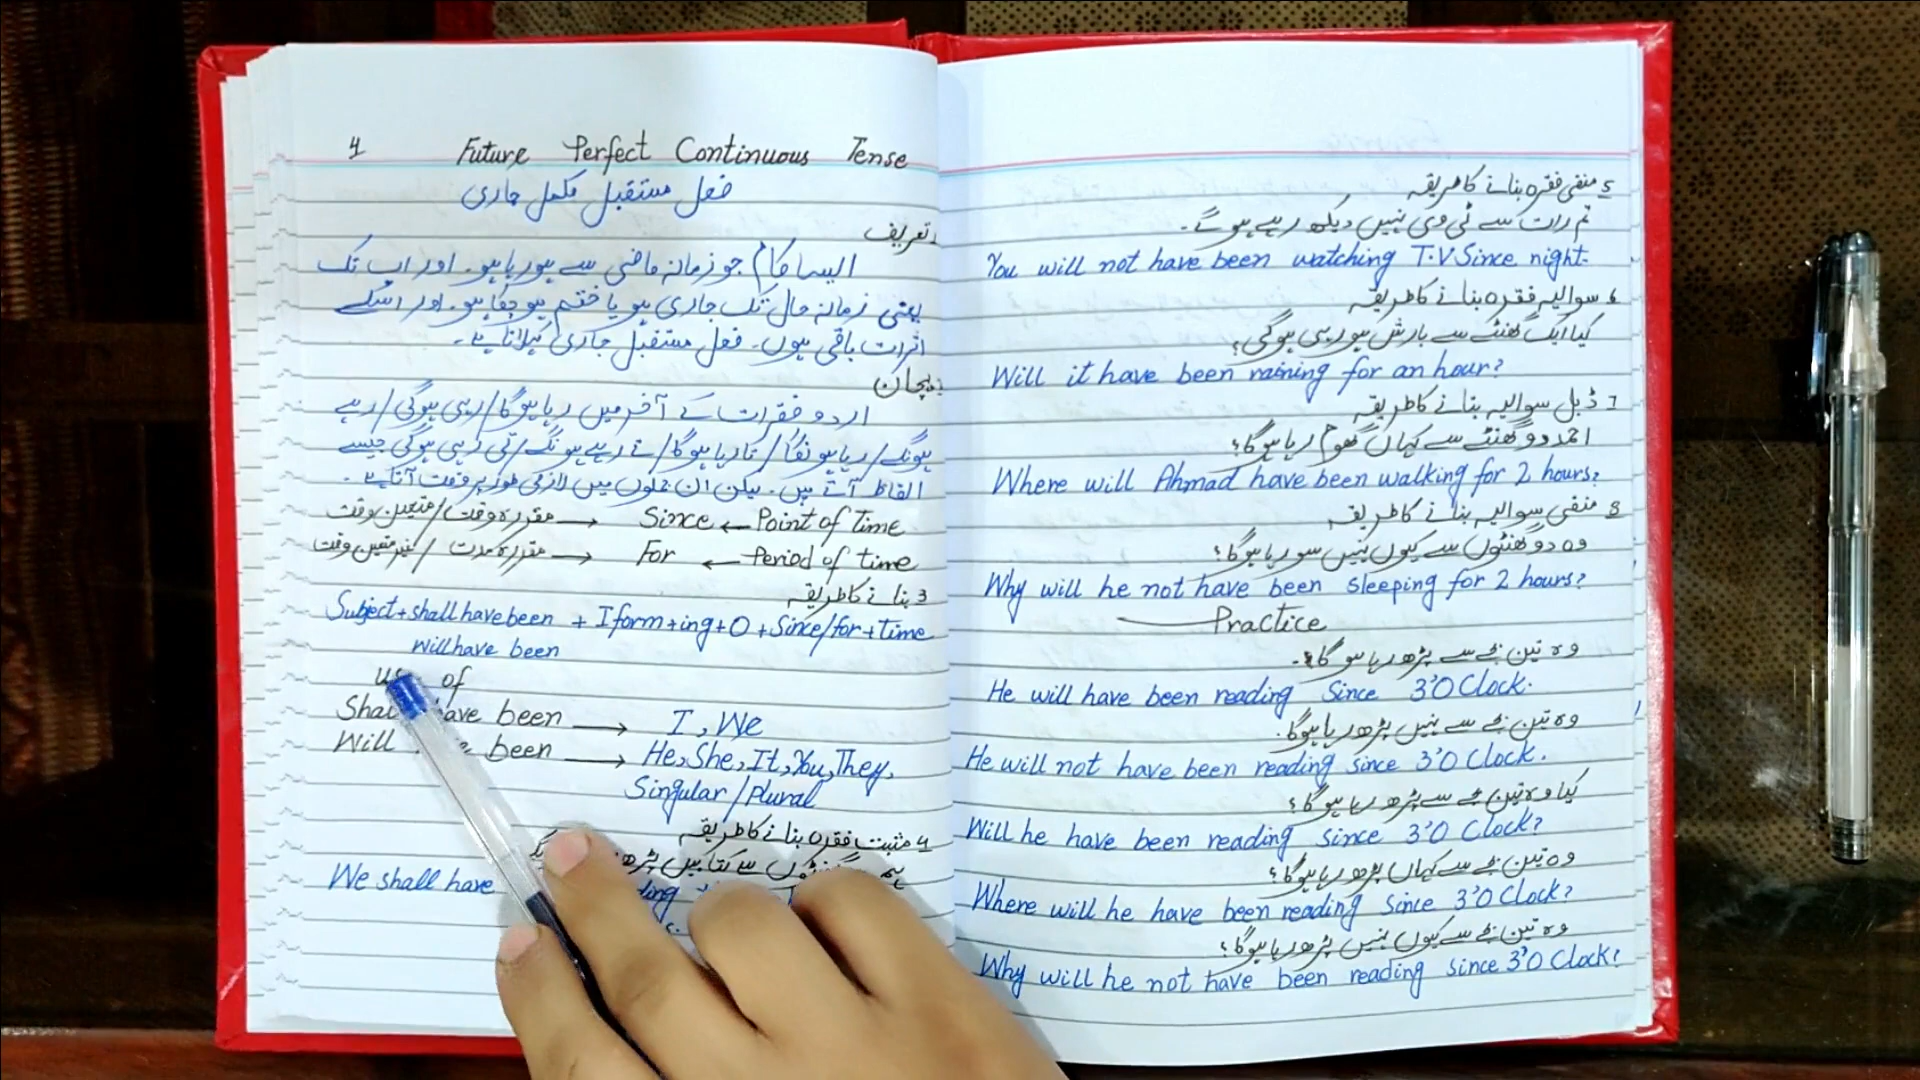 4 Future Perfect Continuous Tense
فعل مستقبل مکمل جاری
1 تعریف
ایسا کام جو زمانہ ماضی سے ہو رہا ہو۔ اور اب تک
یعنی زمانہ حال تک جاری ہو یا ختم ہو چکا ہو۔ اور اسکے
اثرات باقی ہوں۔ فعل مستقبل جاری کہلاتا ہے۔
2 پہچان
اردو فقرات کے آخر میں رہا ہوگا/رہی ہوگی/رہے
ہونگے/رہا ہونگا/تا رہا ہوگا/تے رہے ہونگے/تی رہی ہوگی جیسے
الفاظ آتے ہیں۔ لیکن ان جملوں میں لازمی طور پر وقت آتا ہے۔
مقررہ وقت/متعین وقت → Since ← Point of Time
مقررہ مدت/غیر متعین وقت → For ← Period of time
3 بنانے کا طریقہ
Subject + shall have been + I form + ing + O + Since/for + time
will have been
of
have been → I, We
Will been → He, She, It, You, They,
Singular/Plural
4 مثبت فقرہ بنانے کا طریقہ
ہم گھنٹوں سے کتابیں
We shall have
5 منفی فقرہ بنانے کا طریقہ
تم رات سے ٹی وی نہیں دیکھ رہے ہو گے۔
You will not have been watching T.V Since night.
6 سوالیہ فقرہ بنانے کا طریقہ
کیا ایک گھنٹے سے بارش ہو رہی ہوگی؟
Will it have been raining for an hour?
7 ڈبل سوالیہ بنانے کا طریقہ
احمد دو گھنٹے سے کہاں گھوم رہا ہوگا؟
Where will Ahmad have been walking for 2 hours?
8 منفی سوالیہ بنانے کا طریقہ
وہ دو گھنٹوں سے کیوں نہیں سو رہا ہوگا؟
Why will he not have been sleeping for 2 hours?
Practice
وہ تین بجے سے پڑھ رہا ہو گا۔
He will have been reading Since 3'O Clock.
وہ تین بجے سے نہیں پڑھ رہا ہوگا۔
He will not have been reading since 3'O Clock.
کیا وہ تین بجے سے پڑھ رہا ہوگا؟
Will he have been reading since 3'O Clock?
وہ تین بجے سے کہاں پڑھ رہا ہوگا؟
Where will he have been reading since 3'O Clock?
وہ تین بجے سے کیوں نہیں پڑھ رہا ہوگا؟
Why will he not have been reading since 3'O Clock?